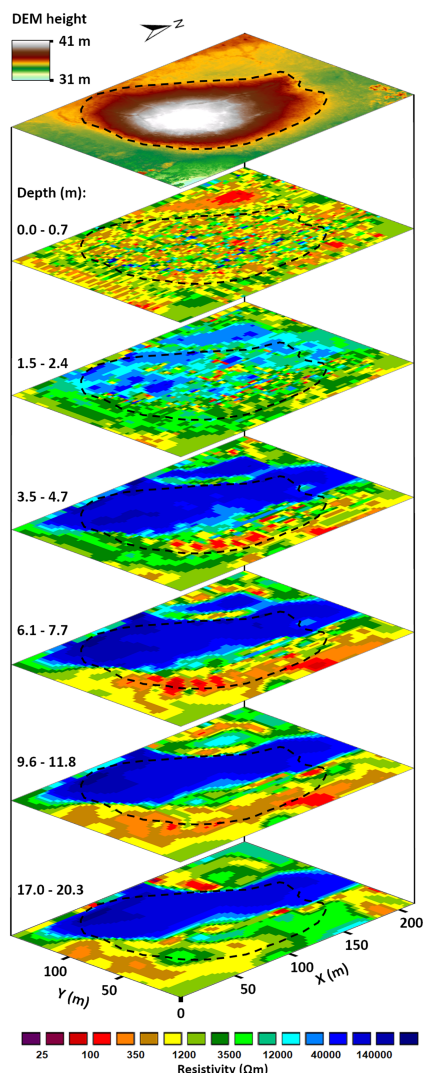 DEM height
41 m
31 m
N
Depth (m):
0.0 - 0.7
1.5 - 2.4
3.5 - 4.7
6.1 - 7.7
9.6 - 11.8
17.0 - 20.3
200
150
100
50
0
100
50
X (m)
Y (m)
25 100 350 1200 3500 12000 40000 140000
Resistivity (Ωm)